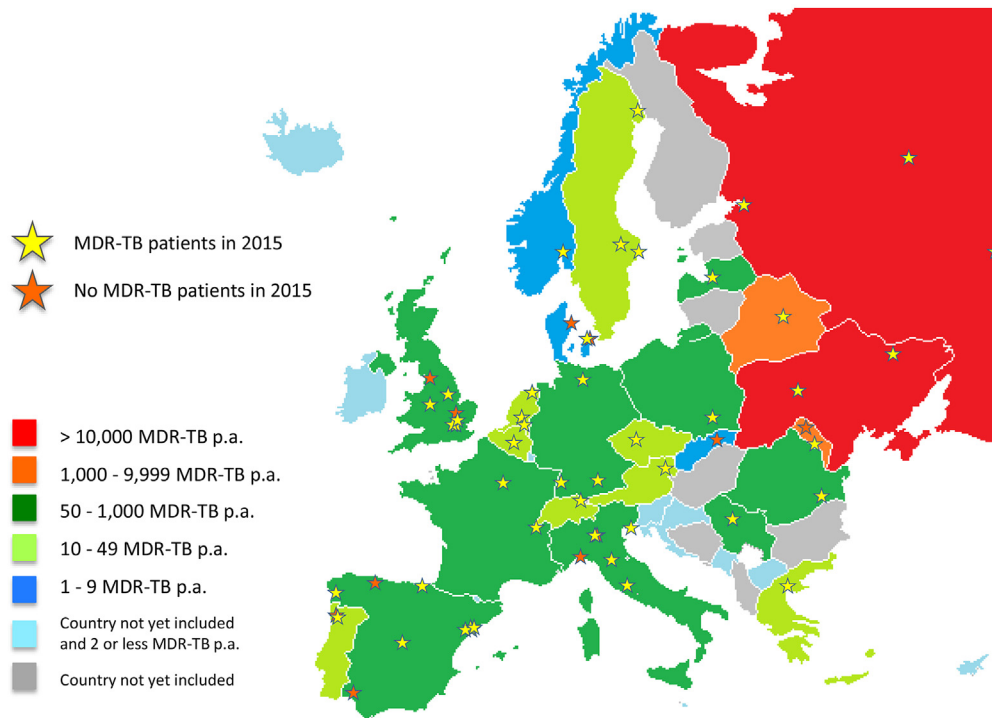 MDR-TB patients in 2015
No MDR-TB patients in 2015
> 10,000 MDR-TB p.a.
1,000 - 9,999 MDR-TB p.a.
50 - 1,000 MDR-TB p.a.
10 - 49 MDR-TB p.a.
1 - 9 MDR-TB p.a.
Country not yet included
and 2 or less MDR-TB p.a.
Country not yet included